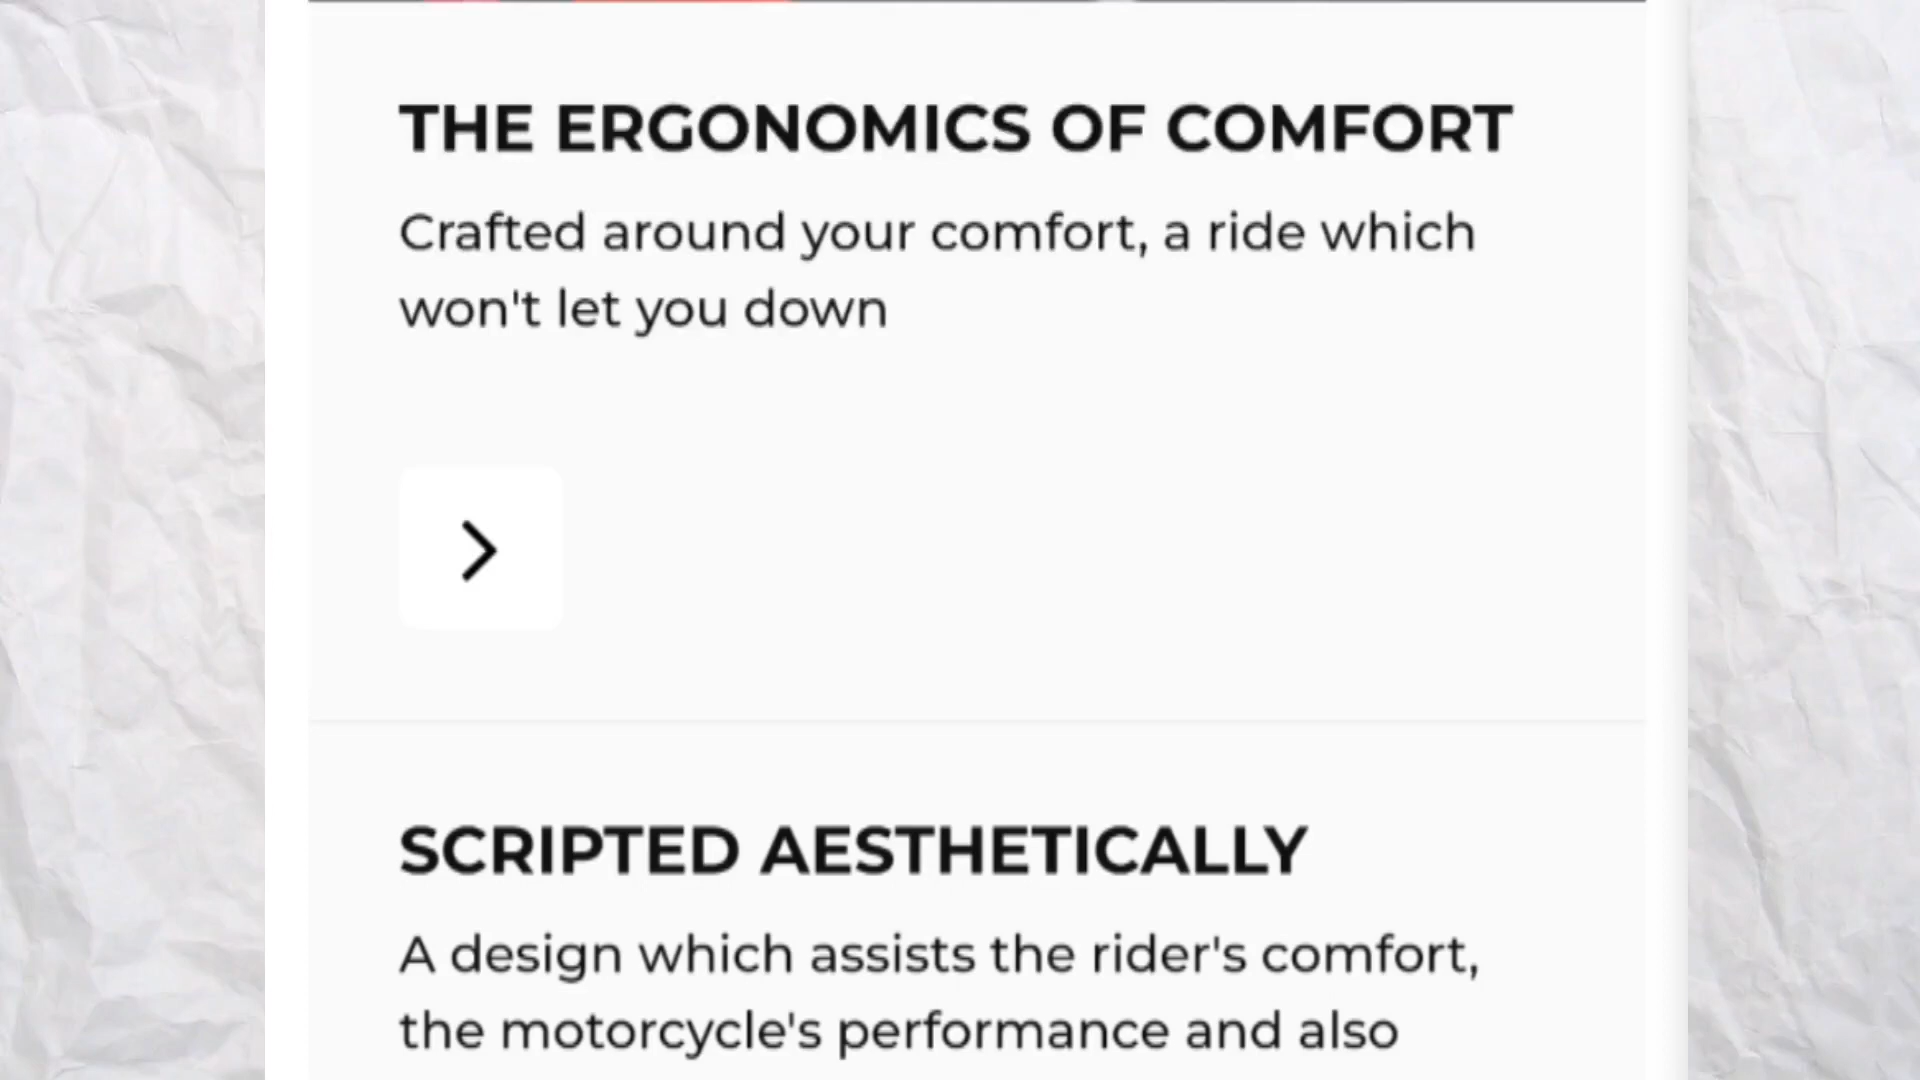 THE ERGONOMICS OF COMFORT
Crafted around your comfort, a ride which
won't let you down
SCRIPTED AESTHETICALLY
A design which assists the rider's comfort,
the motorcycle's performance and also